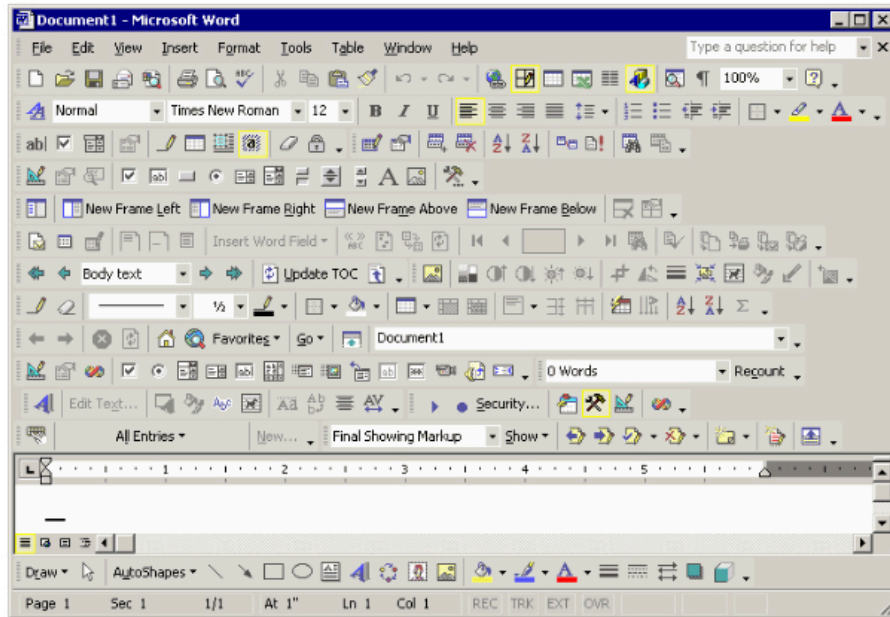 Document1 - Microsoft Word
File Edit View Insert Format Tools Table Window Help Type a question for help
100%
Normal Times New Roman 12 B I U A
ab|
ab| A
New Frame Left New Frame Right New Frame Above New Frame Below
Insert Word Field
Body text Update TOC
½
Favorites Go Document1
0 Words Recount
Edit Text... Security...
All Entries New... Final Showing Markup Show
1 2 3 4 5
Draw AutoShapes A
Page 1 Sec 1 1/1 At 1" Ln 1 Col 1 REC TRK EXT OVR